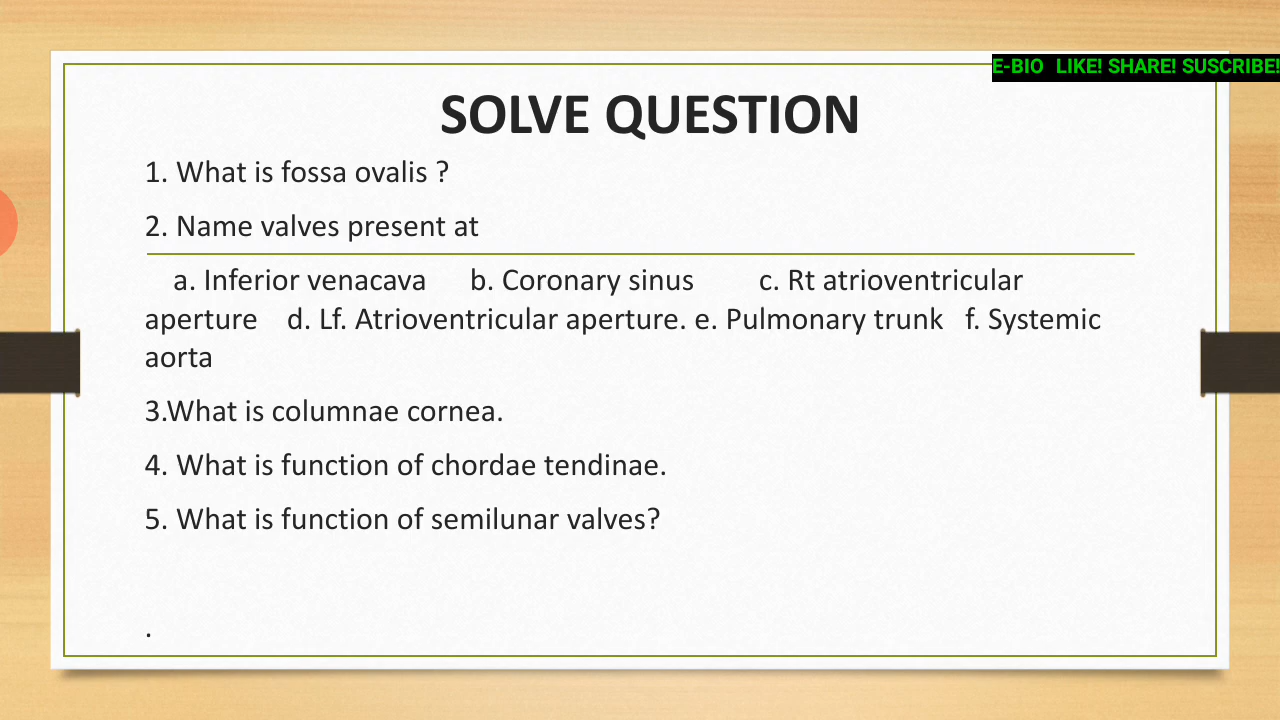 E-BIO LIKE! SHARE! SUSCRIBE!
SOLVE QUESTION
1. What is fossa ovalis ?
2. Name valves present at
a. Inferior venacava b. Coronary sinus c. Rt atrioventricular
aperture d. Lf. Atrioventricular aperture. e. Pulmonary trunk f. Systemic
aorta
3.What is columnae cornea.
4. What is function of chordae tendinae.
5. What is function of semilunar valves?
.